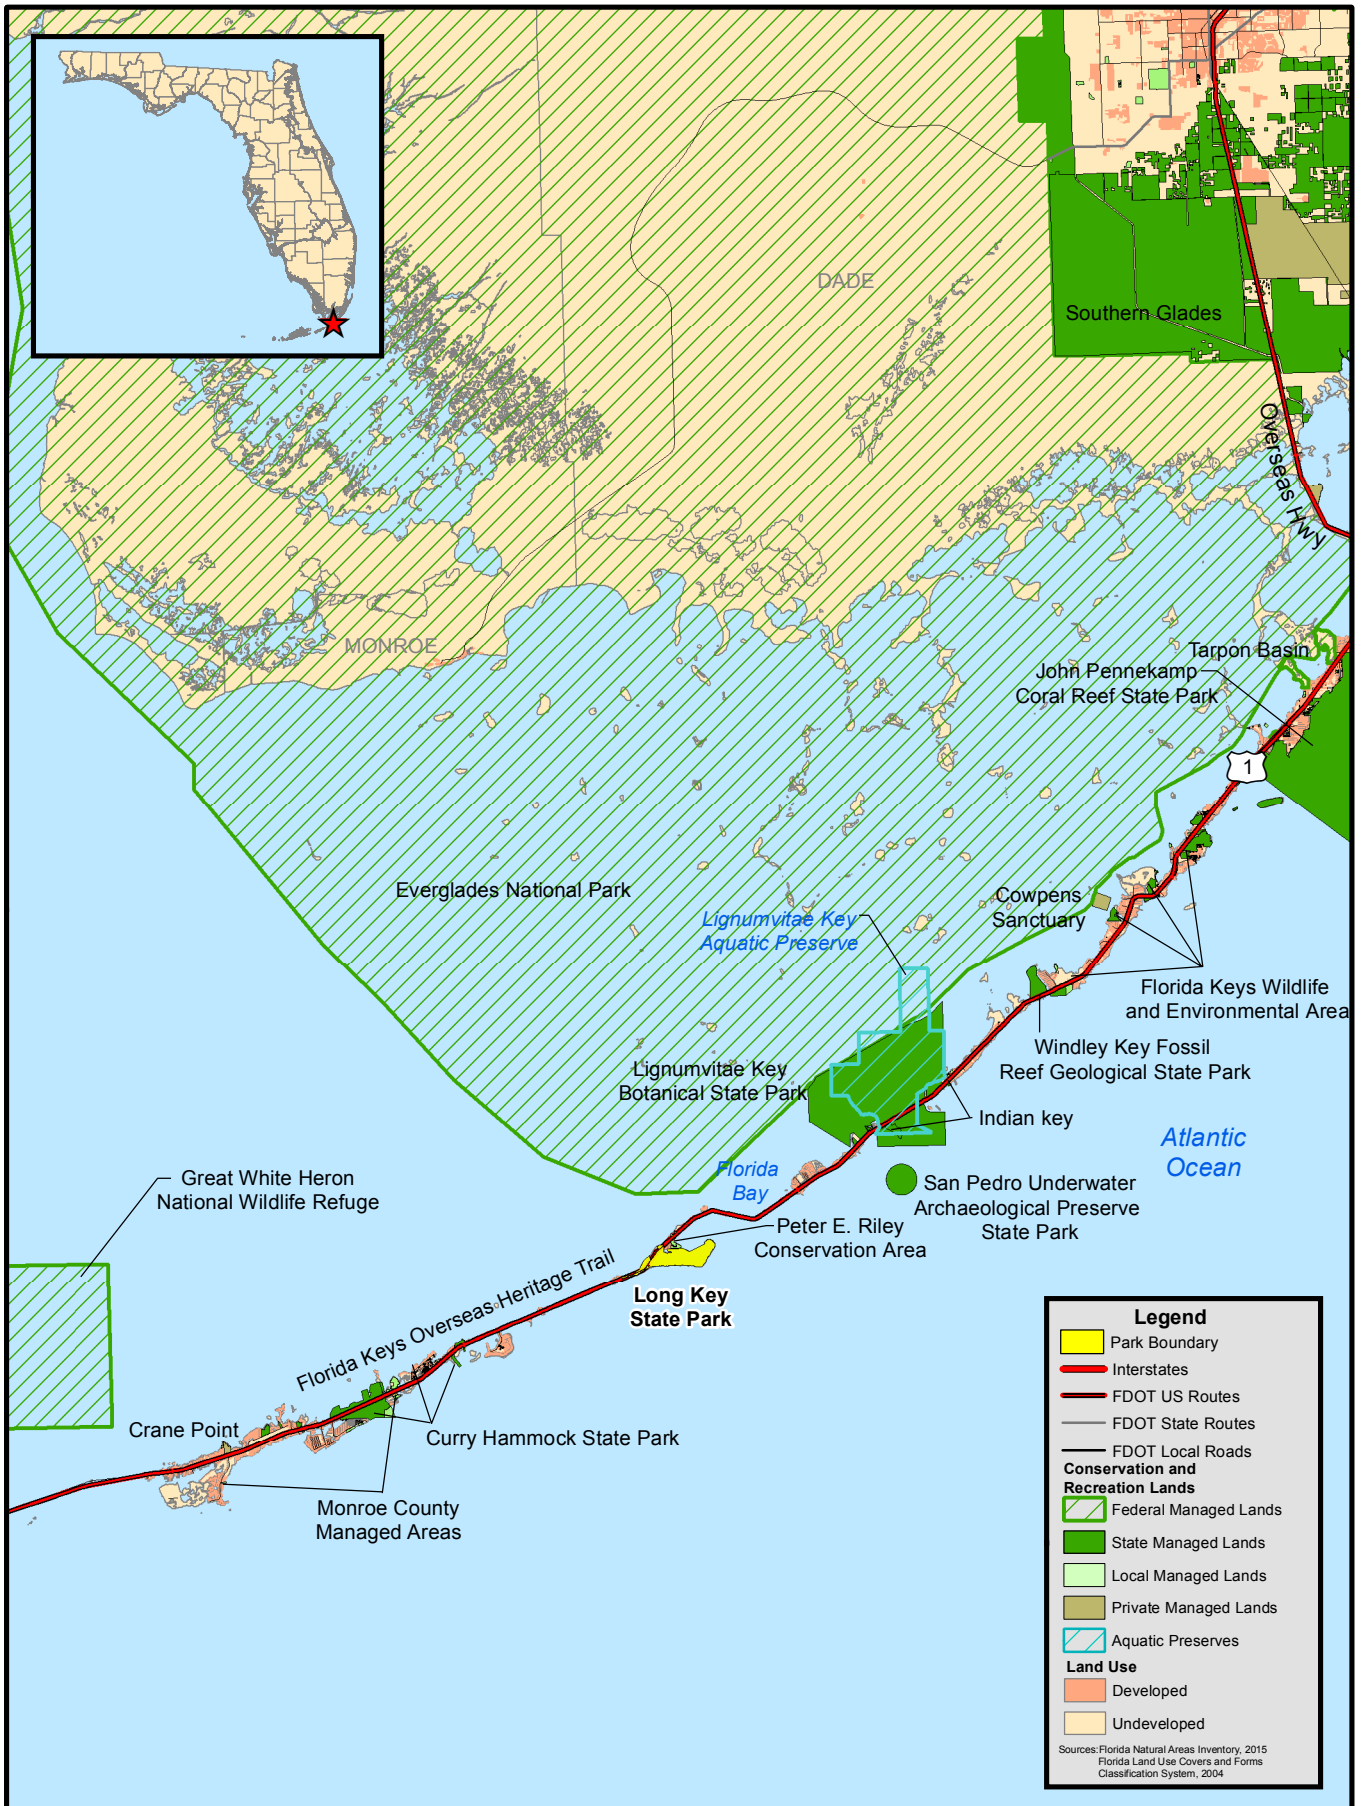 DADE
Southern Glades
Overseas Hwy
MONROE
Tarpon Basin
John Pennekamp
Coral Reef State Park
1
Everglades National Park
Cowpens
Sanctuary
Lignumvitae Key
Aquatic Preserve
Florida Keys Wildlife
and Environmental Area
Windley Key Fossil
Reef Geological State Park
Lignumvitae Key
Botanical State Park
Indian key
Atlantic
Ocean
Florida
Bay
Great White Heron
National Wildlife Refuge
San Pedro Underwater
Archaeological Preserve
State Park
Peter E. Riley
Conservation Area
Florida Keys Overseas Heritage Trail
Long Key
State Park
Crane Point
Curry Hammock State Park
Monroe County
Managed Areas
Legend
Park Boundary
Interstates
FDOT US Routes
FDOT State Routes
FDOT Local Roads
Conservation and
Recreation Lands
Federal Managed Lands
State Managed Lands
Local Managed Lands
Private Managed Lands
Aquatic Preserves
Land Use
Developed
Undeveloped
Sources:Florida Natural Areas Inventory, 2015
Florida Land Use Covers and Forms
Classification System, 2004